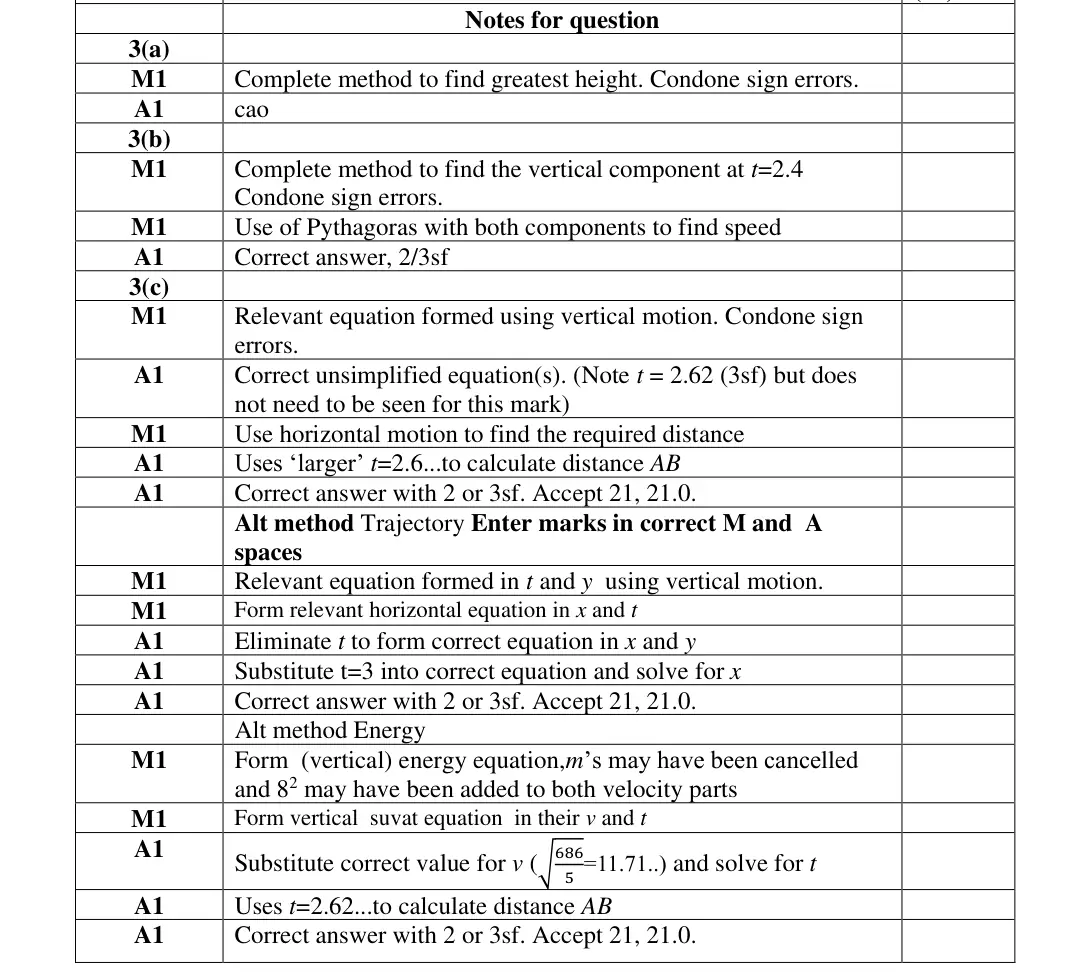 Notes for question
3(a)
M1 Complete method to find greatest height. Condone sign errors.
A1 cao
3(b)
M1 Complete method to find the vertical component at t=2.4
Condone sign errors.
M1 Use of Pythagoras with both components to find speed
A1 Correct answer, 2/3sf
3(c)
M1 Relevant equation formed using vertical motion. Condone sign
errors.
A1 Correct unsimplified equation(s). (Note t = 2.62 (3sf) but does
not need to be seen for this mark)
M1 Use horizontal motion to find the required distance
A1 Uses ‘larger’ t=2.6...to calculate distance AB
A1 Correct answer with 2 or 3sf. Accept 21, 21.0.
Alt method Trajectory Enter marks in correct M and A
spaces
M1 Relevant equation formed in t and y using vertical motion.
M1 Form relevant horizontal equation in x and t
A1 Eliminate t to form correct equation in x and y
A1 Substitute t=3 into correct equation and solve for x
A1 Correct answer with 2 or 3sf. Accept 21, 21.0.
Alt method Energy
M1 Form (vertical) energy equation,m’s may have been cancelled
and 8² may have been added to both velocity parts
M1 Form vertical suvat equation in their v and t
A1 Substitute correct value for v (√(686/5)=11.71..) and solve for t
A1 Uses t=2.62...to calculate distance AB
A1 Correct answer with 2 or 3sf. Accept 21, 21.0.